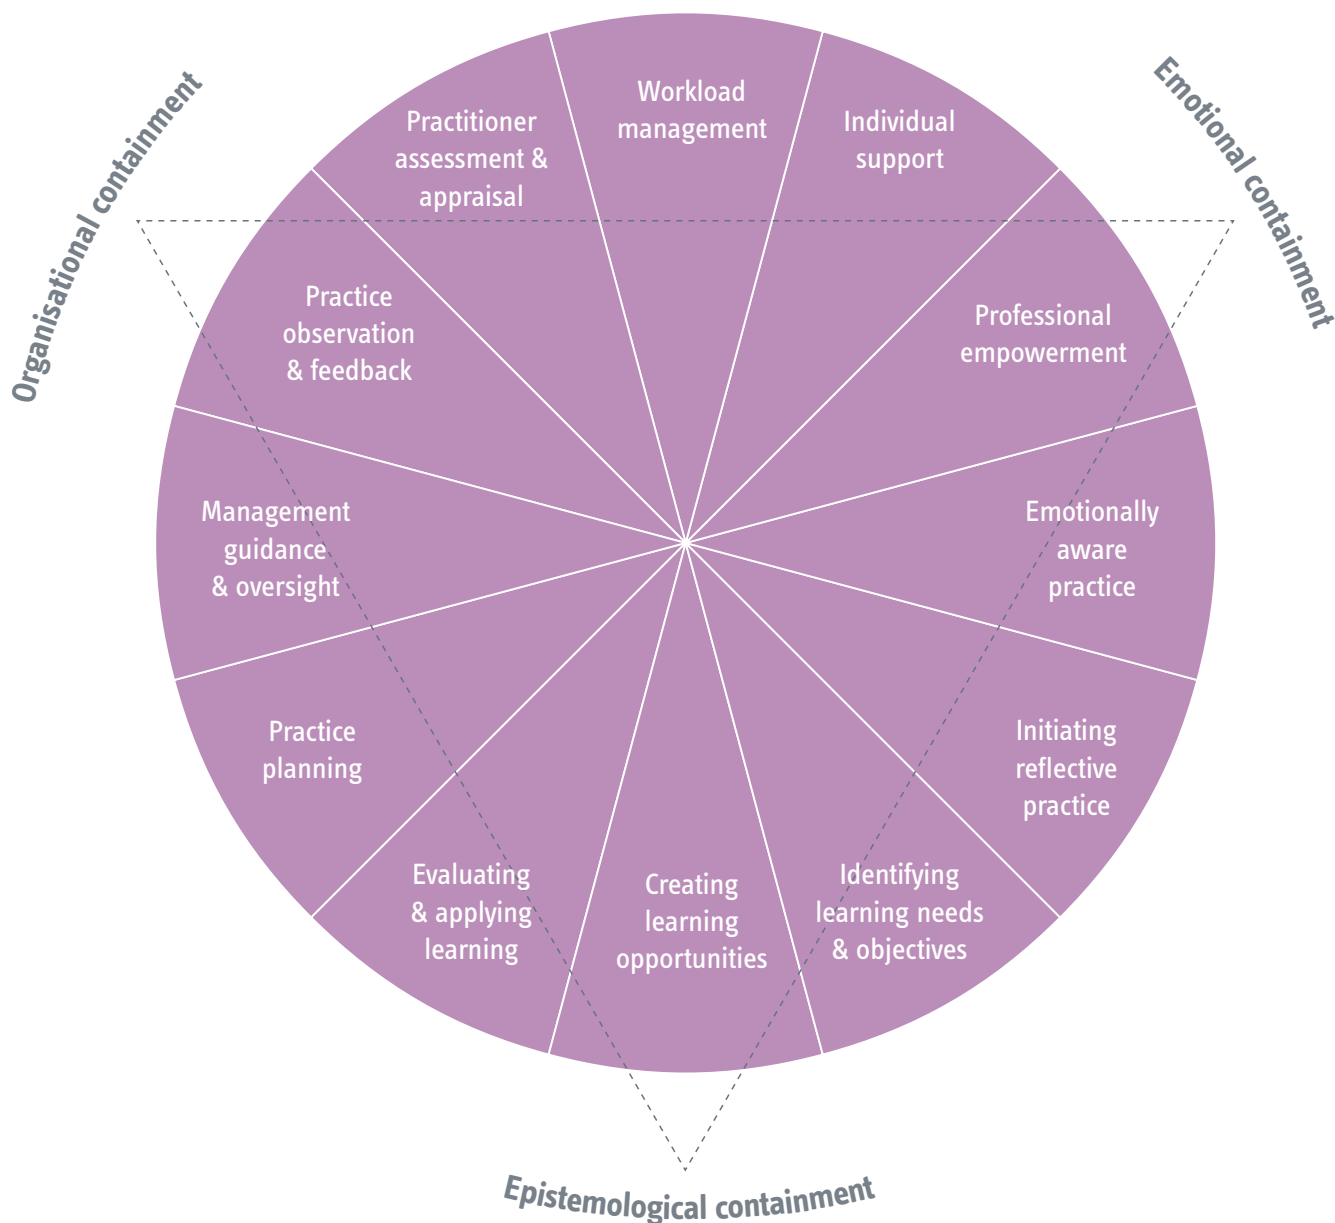 Organisational containment
Emotional containment
Workload
management
Individual
support
Professional
empowerment
Emotionally
aware
practice
Initiating
reflective
practice
Identifying
learning needs
& objectives
Creating
learning
opportunities
Evaluating
& applying
learning
Practice
planning
Management
guidance
& oversight
Practice
observation
& feedback
Practitioner
assessment &
appraisal
Epistemological containment